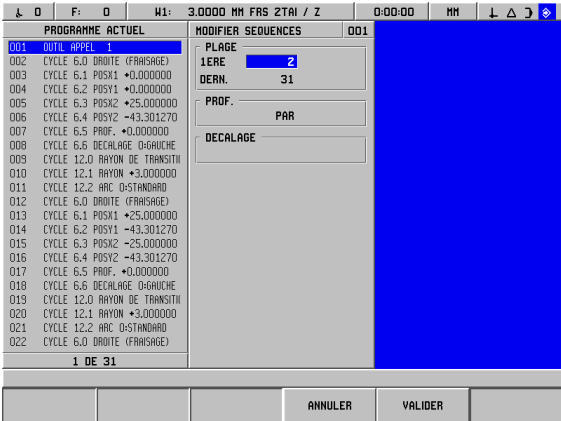 0 F: 0 W1: 3.0000 MM FRS 2TAI / Z 0:00:00 MM
PROGRAMME ACTUEL
001 OUTIL APPEL 1
002 CYCLE 6.0 DROITE (FRAISAGE)
003 CYCLE 6.1 POSX1 +0.000000
004 CYCLE 6.2 POSY1 +0.000000
005 CYCLE 6.3 POSX2 +25.000000
006 CYCLE 6.4 POSY2 -43.301270
007 CYCLE 6.5 PROF. +0.000000
008 CYCLE 6.6 DECALAGE 0:GAUCHE
009 CYCLE 12.0 RAYON DE TRANSITI
010 CYCLE 12.1 RAYON +3.000000
011 CYCLE 12.2 ARC 0:STANDARD
012 CYCLE 6.0 DROITE (FRAISAGE)
013 CYCLE 6.1 POSX1 +25.000000
014 CYCLE 6.2 POSY1 -43.301270
015 CYCLE 6.3 POSX2 -25.000000
016 CYCLE 6.4 POSY2 -43.301270
017 CYCLE 6.5 PROF. +0.000000
018 CYCLE 6.6 DECALAGE 0:GAUCHE
019 CYCLE 12.0 RAYON DE TRANSITI
020 CYCLE 12.1 RAYON +3.000000
021 CYCLE 12.2 ARC 0:STANDARD
022 CYCLE 6.0 DROITE (FRAISAGE)
1 DE 31
MODIFIER SEQUENCES 001
PLAGE
1ERE 2
DERN. 31
PROF.
PAR
DECALAGE
ANNULER VALIDER